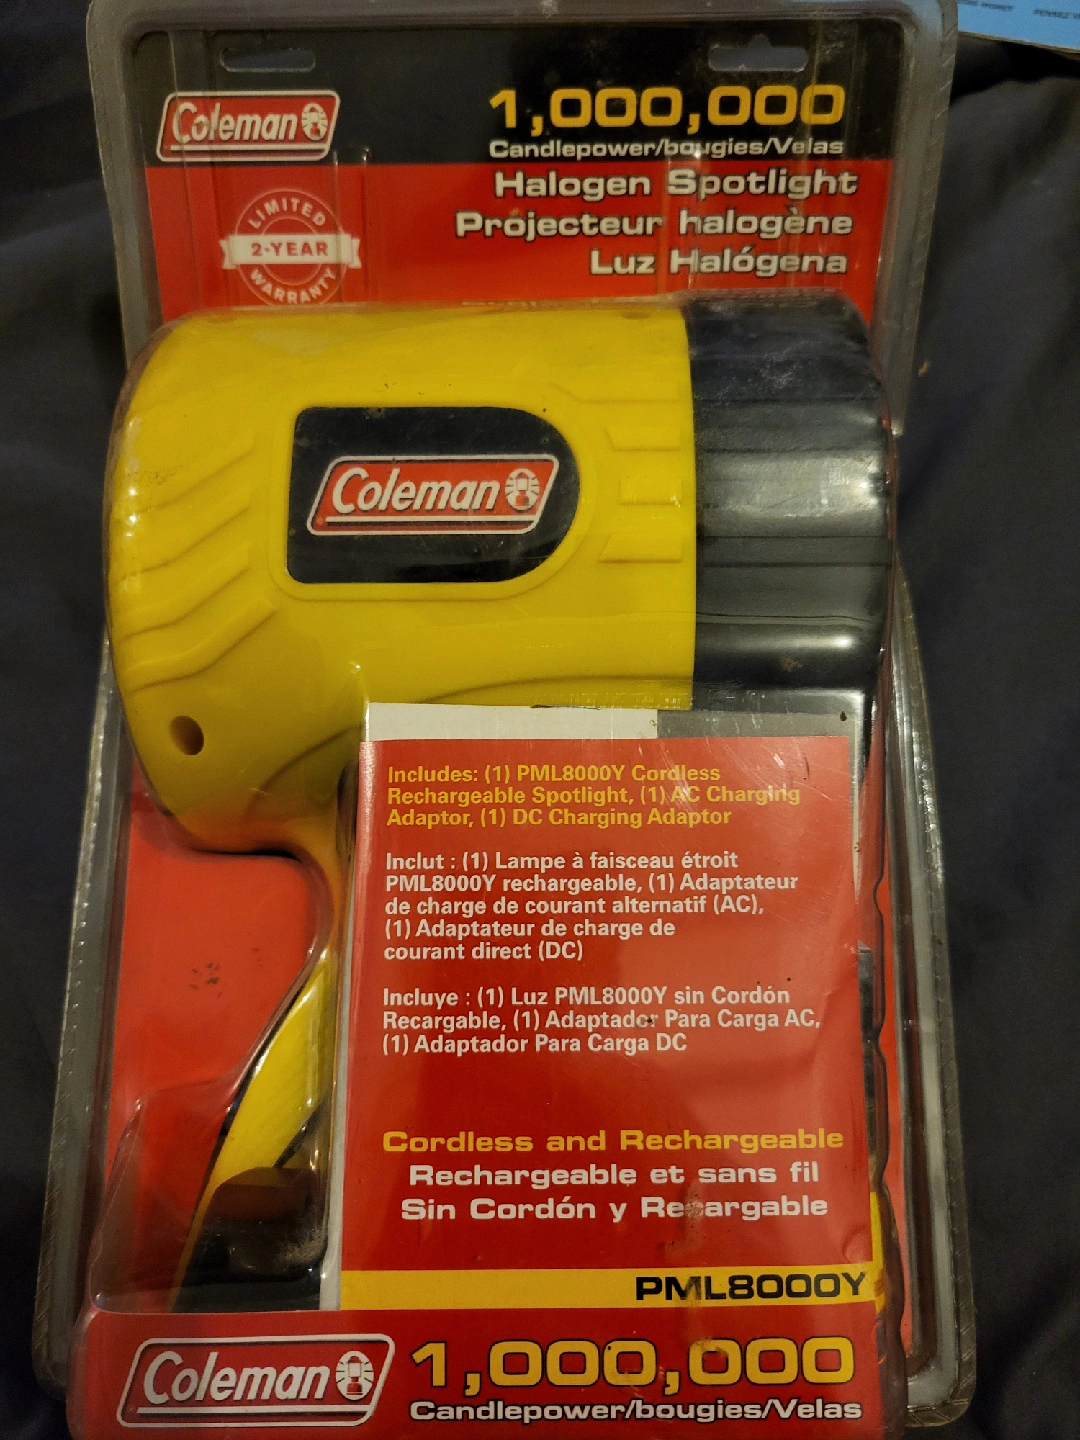 Coleman
1,000,000
Candlepower/bougies/Velas
Halogen Spotlight
Projecteur halogène
Luz Halógena
LIMITED
2-YEAR
WARRANTY
Coleman
Includes: (1) PML8000Y Cordless
Rechargeable Spotlight, (1) AC Charging
Adaptor, (1) DC Charging Adaptor
Inclut : (1) Lampe à faisceau étroit
PML8000Y rechargeable, (1) Adaptateur
de charge de courant alternatif (AC),
(1) Adaptateur de charge de
courant direct (DC)
Incluye : (1) Luz PML8000Y sin Cordón
Recargable, (1) Adaptador Para Carga AC,
(1) Adaptador Para Carga DC
Cordless and Rechargeable
Rechargeable et sans fil
Sin Cordón y Recargable
PML8000Y
Coleman
1,000,000
Candlepower/bougies/Velas